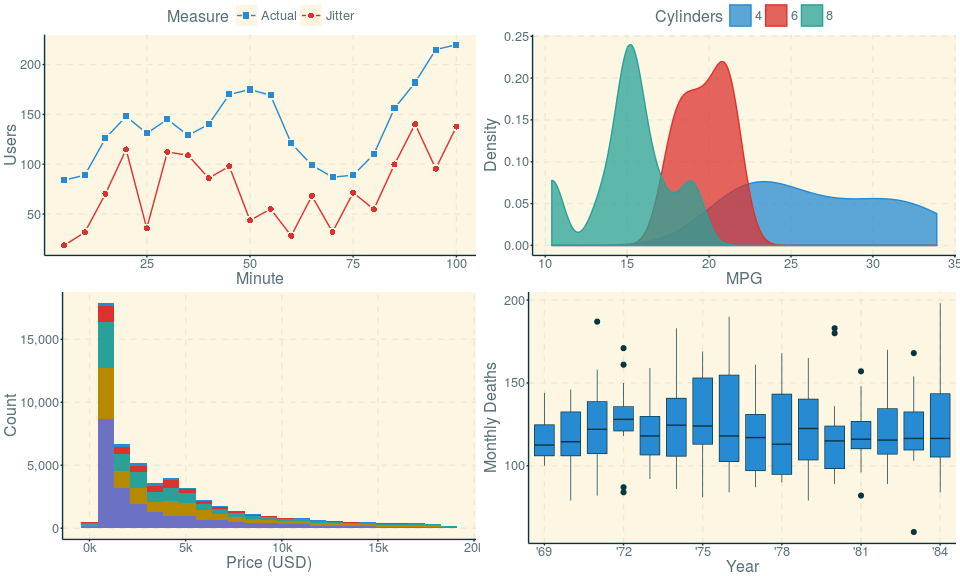 Measure Actual Jitter
Users
200
150
100
50
25 50 75 100
Minute
Cylinders 4 6 8
Density
0.25
0.20
0.15
0.10
0.05
0.00
10 15 20 25 30 35
MPG
Count
15,000
10,000
5,000
0
0k 5k 10k 15k 20k
Price (USD)
Monthly Deaths
200
150
100
'69 '72 '75 '78 '81 '84
Year